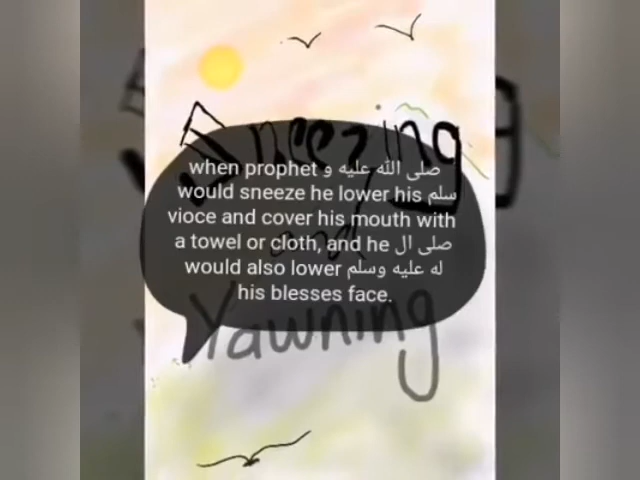 Sneezing
and
Yawning
when prophet صلى الله عليه و
would sneeze he lower his سلم
vioce and cover his mouth with
a towel or cloth, and he صلى ال
would also lower له عليه وسلم
his blesses face.